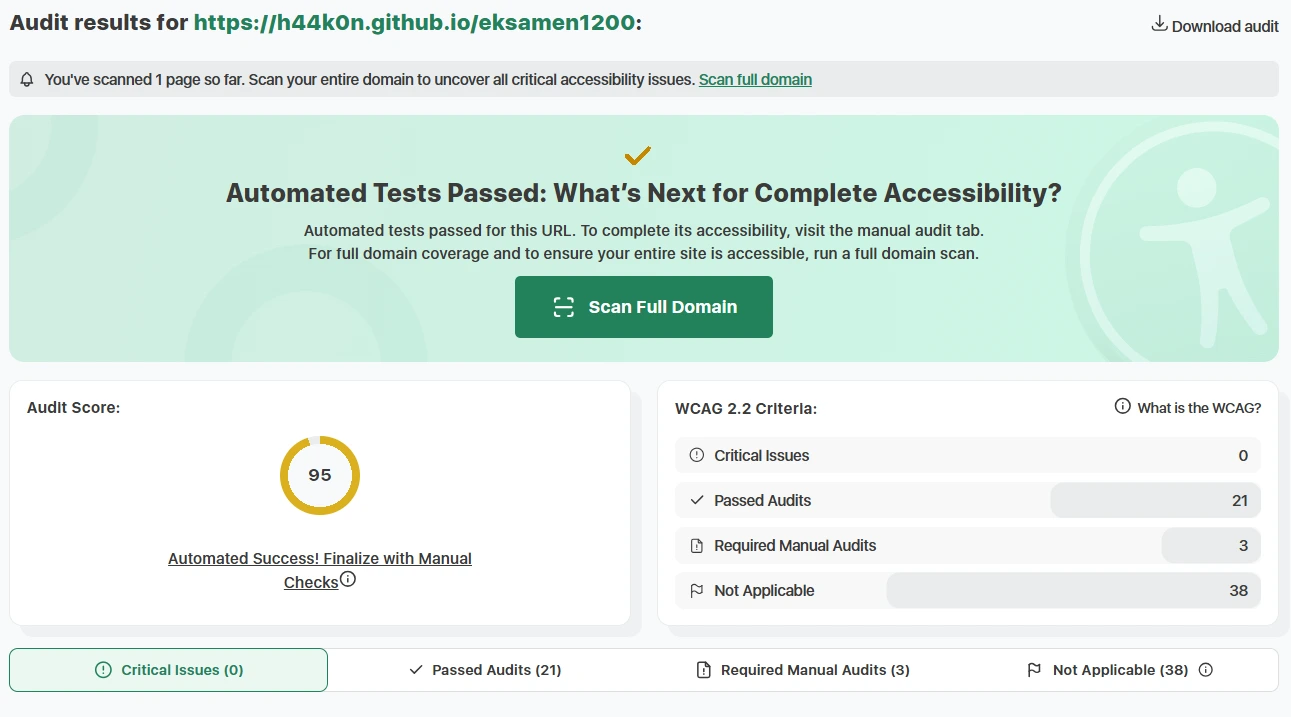 Audit results for https://h44k0n.github.io/eksamen1200:
Download audit
You've scanned 1 page so far. Scan your entire domain to uncover all critical accessibility issues. Scan full domain
Automated Tests Passed: What's Next for Complete Accessibility?
Automated tests passed for this URL. To complete its accessibility, visit the manual audit tab.
For full domain coverage and to ensure your entire site is accessible, run a full domain scan.
Scan Full Domain
Audit Score:
95
Automated Success! Finalize with Manual
Checks
WCAG 2.2 Criteria:
What is the WCAG?
Critical Issues 0
Passed Audits 21
Required Manual Audits 3
Not Applicable 38
Critical Issues (0)
Passed Audits (21)
Required Manual Audits (3)
Not Applicable (38)